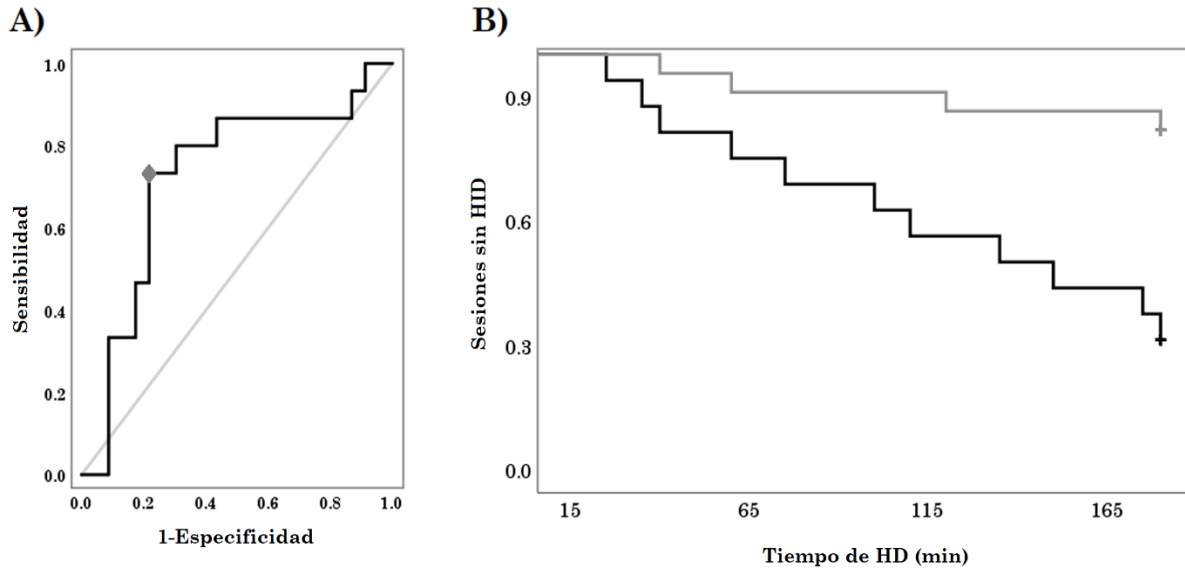 A)
Sensibilidad
1.0
0.8
0.6
0.4
0.2
0.0
0.0 0.2 0.4 0.6 0.8 1.0
1-Especificidad
B)
Sesiones sin HID
0.9
0.6
0.3
0.0
15 65 115 165
Tiempo de HD (min)